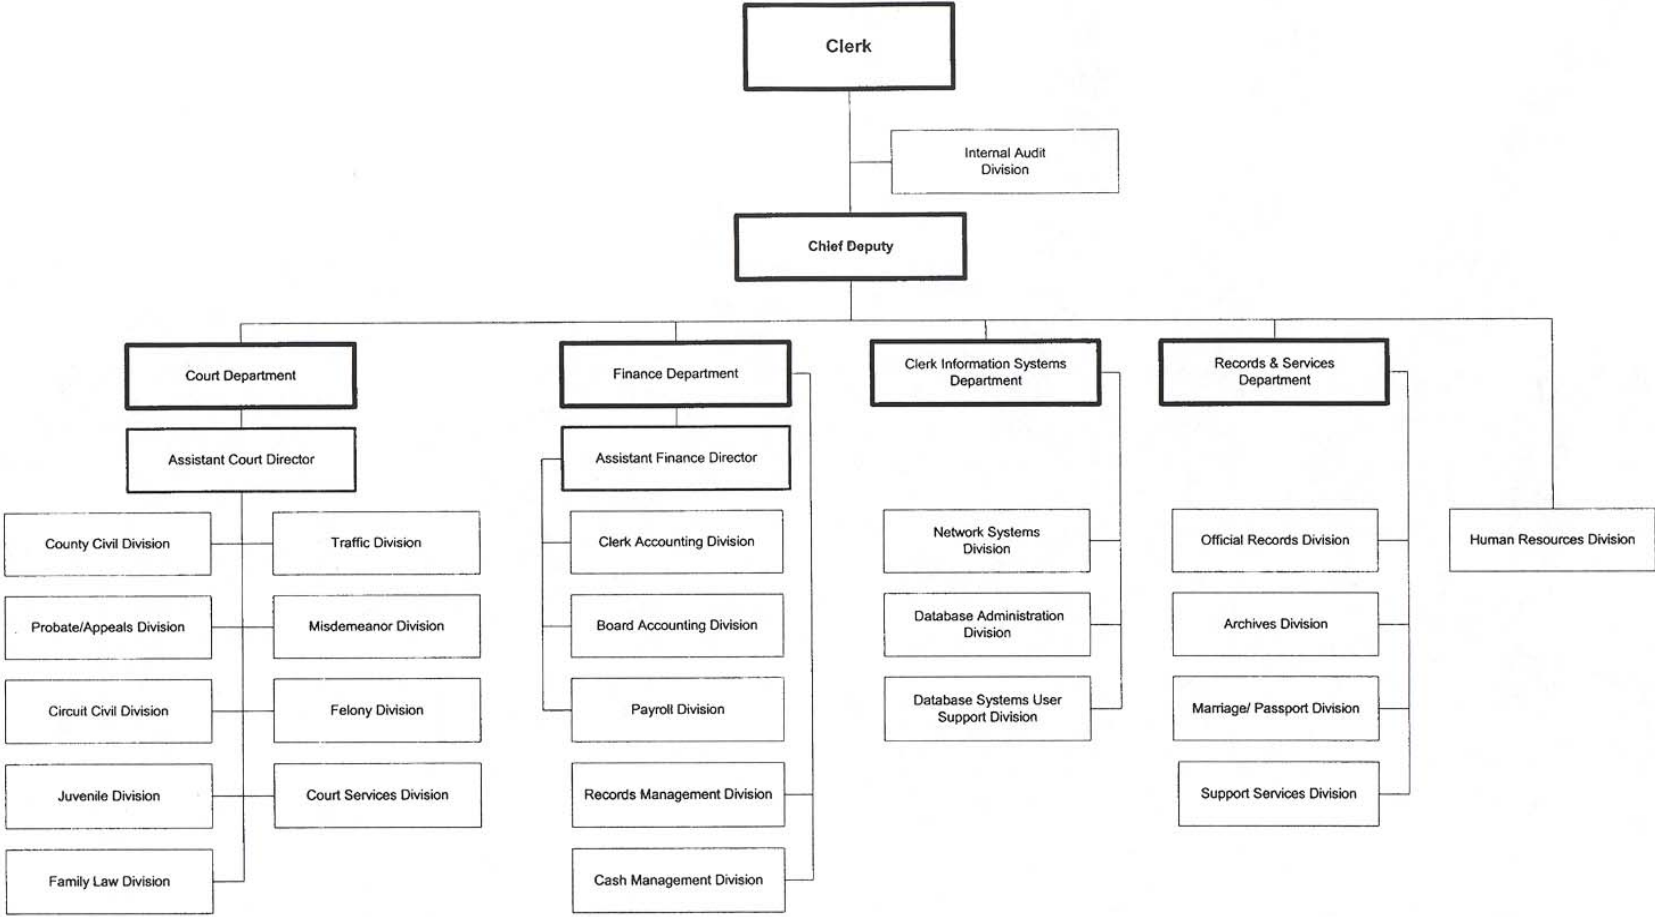 Clerk
Internal Audit
Division
Chief Deputy
Court Department
Finance Department
Clerk Information Systems
Department
Records & Services
Department
Assistant Court Director
Assistant Finance Director
County Civil Division
Traffic Division
Clerk Accounting Division
Network Systems
Division
Official Records Division
Human Resources Division
Probate/Appeals Division
Misdemeanor Division
Board Accounting Division
Database Administration
Division
Archives Division
Circuit Civil Division
Felony Division
Payroll Division
Database Systems User
Support Division
Marriage/ Passport Division
Juvenile Division
Court Services Division
Records Management Division
Support Services Division
Family Law Division
Cash Management Division